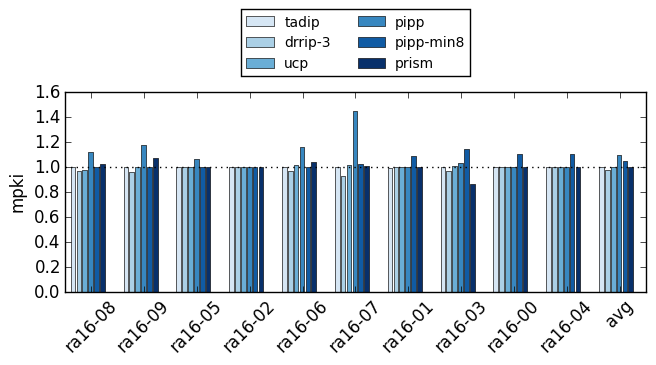 tadip
drrip-3
ucp
pipp
pipp-min8
prism
mpki
1.6
1.4
1.2
1.0
0.8
0.6
0.4
0.2
0.0
ra16-08
ra16-09
ra16-05
ra16-02
ra16-06
ra16-07
ra16-01
ra16-03
ra16-00
ra16-04
avg